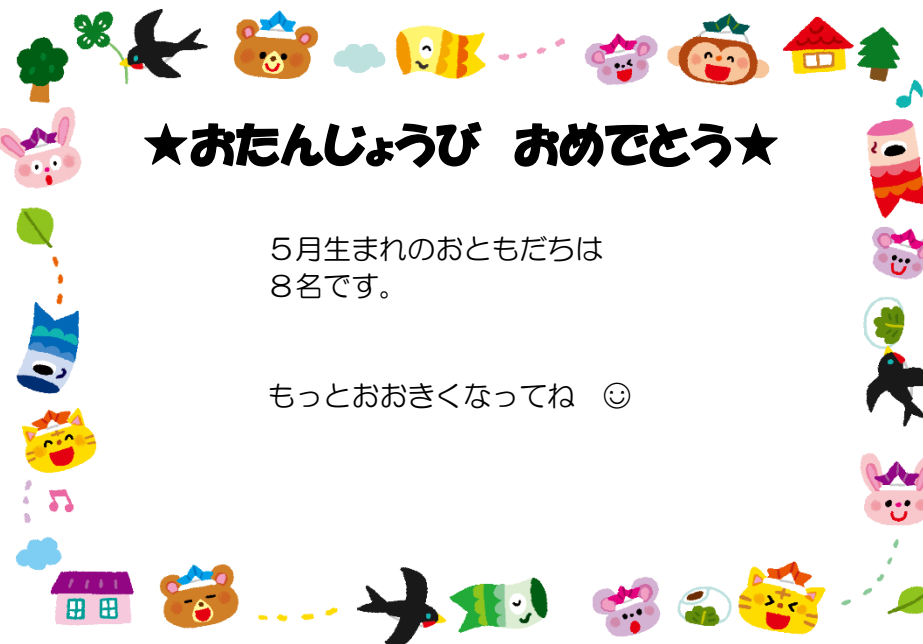 ★おたんじょうび　おめでとう★
５月生まれのおともだちは
８名です。
もっとおおきくなってね　☺